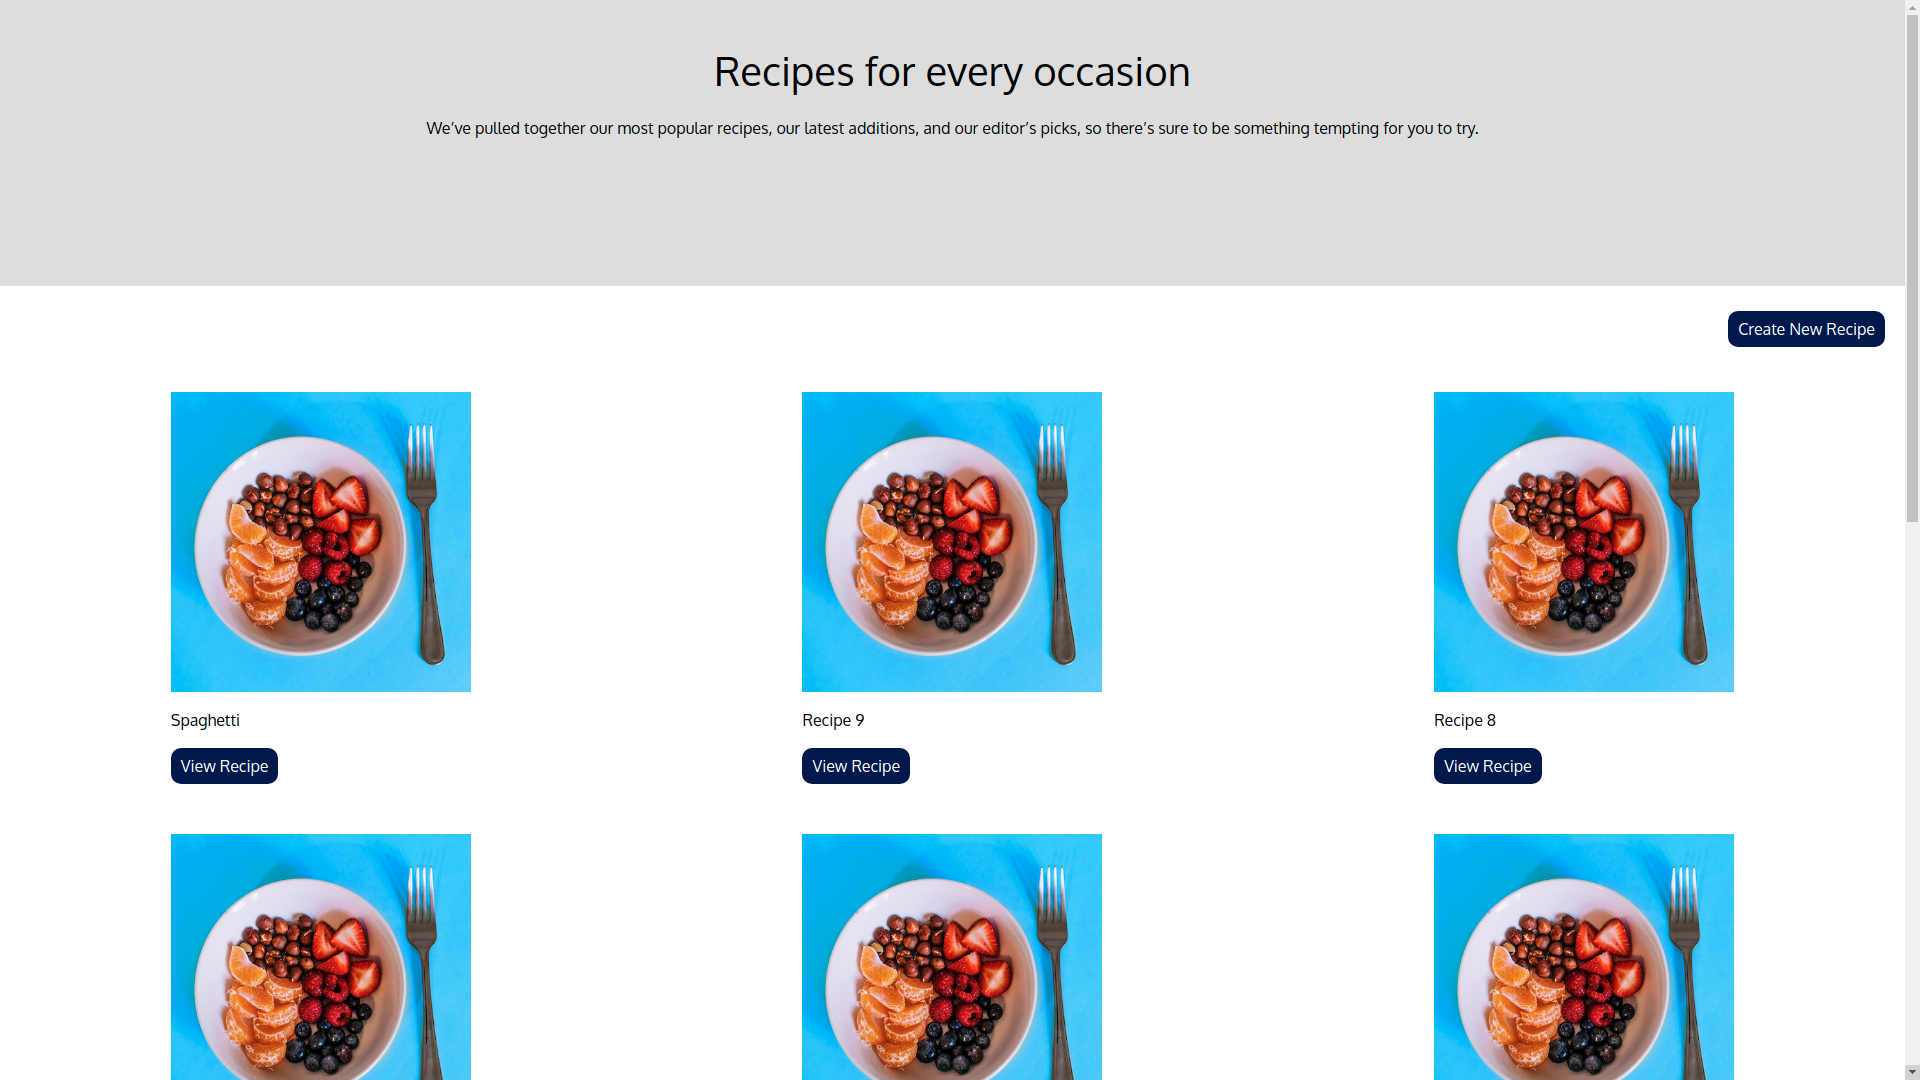 Recipes for every occasion
We’ve pulled together our most popular recipes, our latest additions, and our editor’s picks, so there’s sure to be something tempting for you to try.
Create New Recipe
Spaghetti
Recipe 9
Recipe 8
View Recipe
View Recipe
View Recipe